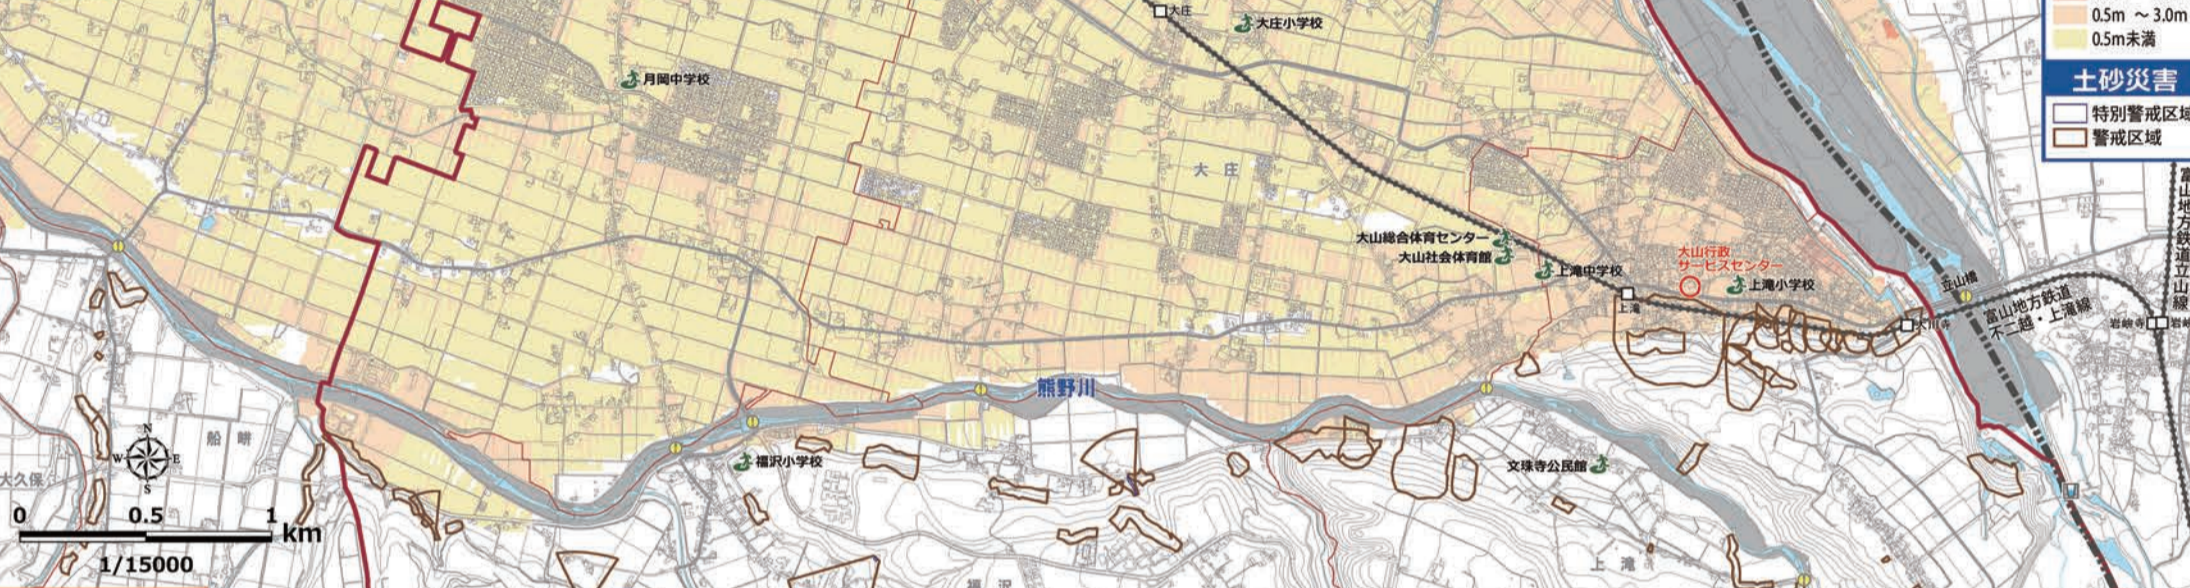 大庄
大庄小学校
0.5m ～3.0m
0.5m未満
土砂災害
特別警戒区域
警戒区域
月岡中学校
大 庄
大山総合体育センター
大山社会体育館
上滝中学校
大山行政
サービスセンター
上滝小学校
上滝
大川寺
立山橋
富山地方鉄道
不二越・上滝線
富山地方鉄道立山線
岩峅寺
熊野川
船 峅
大久保
福沢小学校
文珠寺公民館
上 滝
福 沢
N
W
E
S
0
0.5
1
km
1/15000